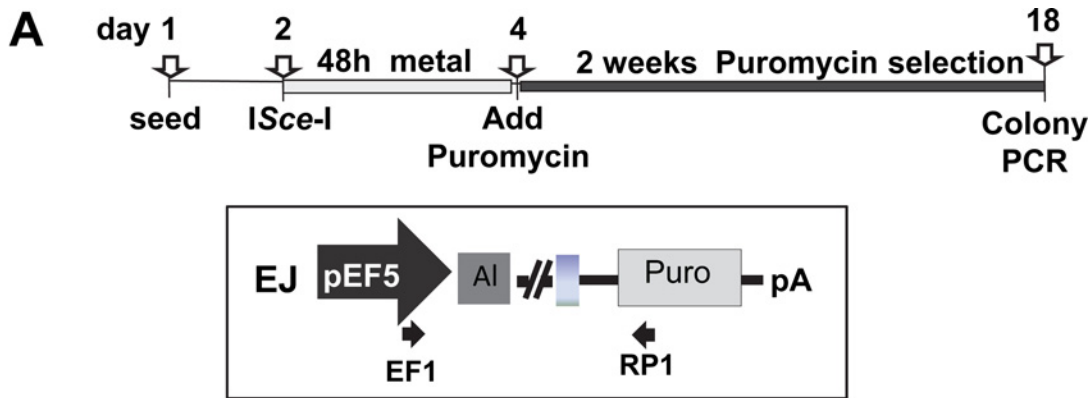 A
day 1 2 4 18
48h metal
2 weeks Puromycin selection
seed
ISce-I
Add
Puromycin
Colony
PCR
EJ
pEF5
Al
Puro
pA
EF1
RP1